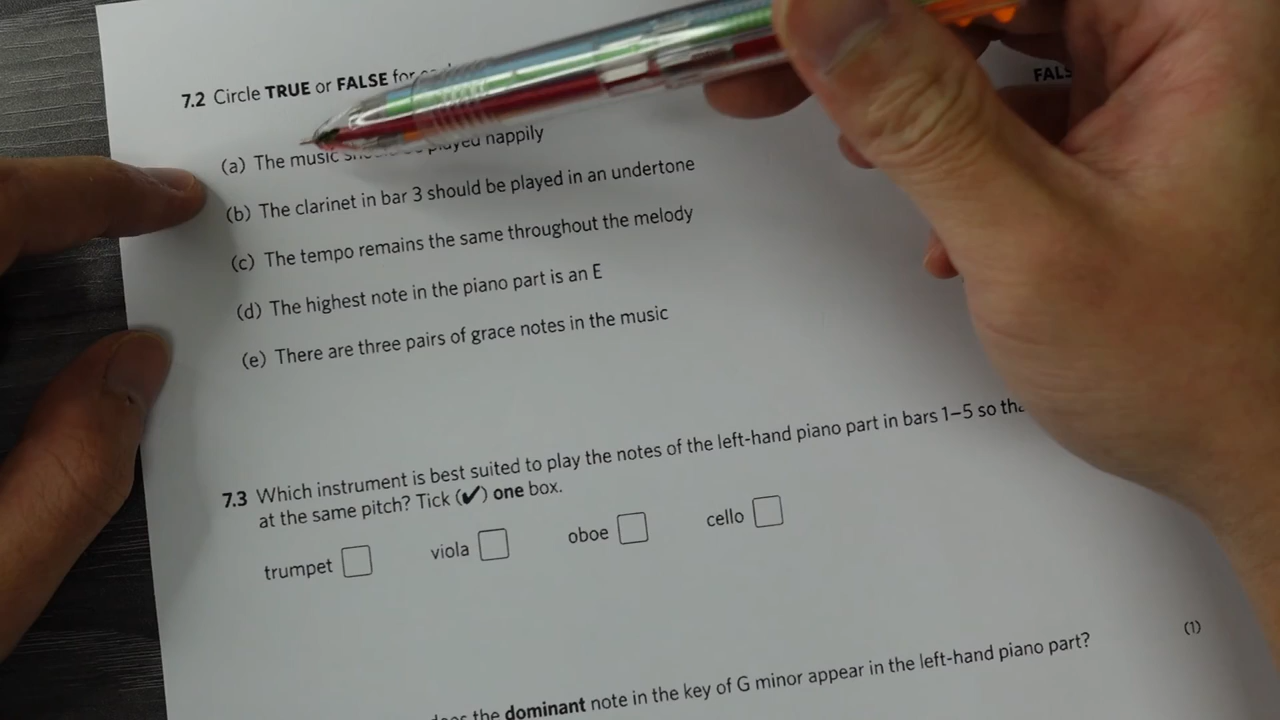 7.2 Circle TRUE or FALSE for
FALS
(a) The music played happily
(b) The clarinet in bar 3 should be played in an undertone
(c) The tempo remains the same throughout the melody
(d) The highest note in the piano part is an E
(e) There are three pairs of grace notes in the music
7.3 Which instrument is best suited to play the notes of the left-hand piano part in bars 1–5 so
at the same pitch? Tick (✔) one box.
trumpet viola oboe cello
(1)
the dominant note in the key of G minor appear in the left-hand piano part?